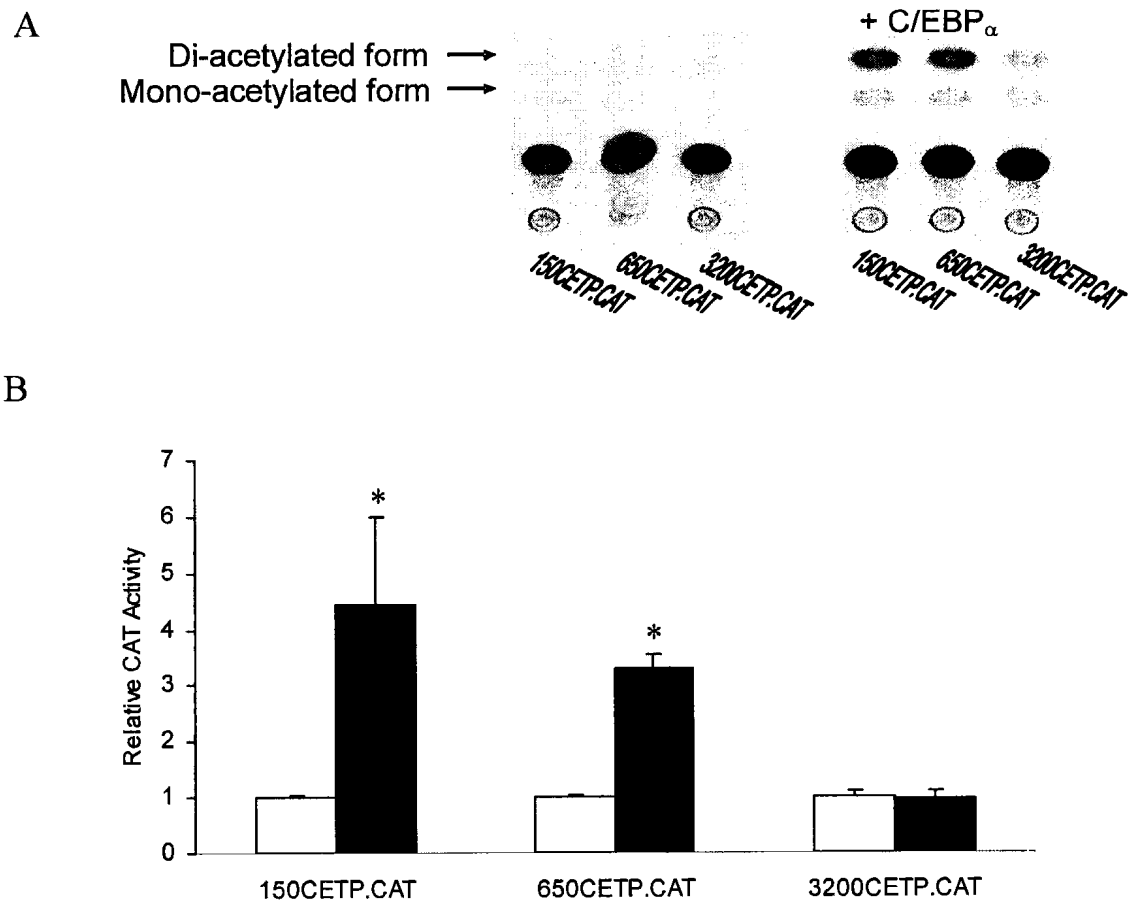 A
+ C/EBPα
Di-acetylated form
Mono-acetylated form
150CETP.CAT
650CETP.CAT
3200CETP.CAT
150CETP.CAT
650CETP.CAT
3200CETP.CAT
B
7
6
5
4
3
2
1
0
Relative CAT Activity
*
*
150CETP.CAT
650CETP.CAT
3200CETP.CAT